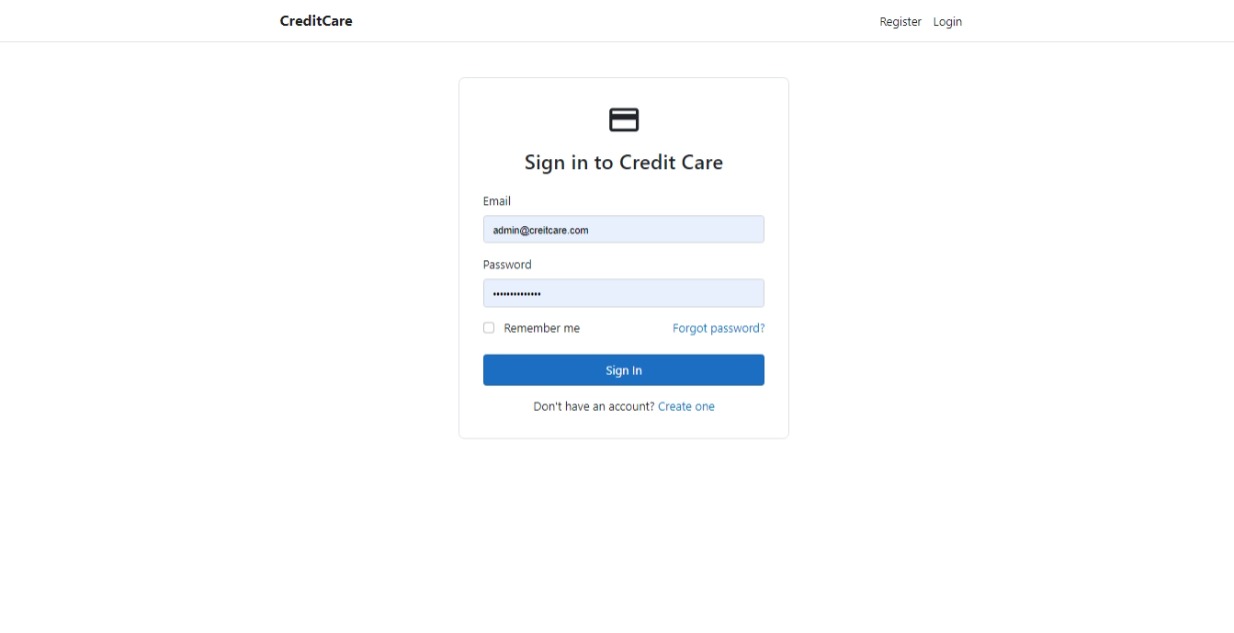 CreditCare Register Login
Sign in to Credit Care
Email
admin@creitcare.com
Password
••••••••••••••
Remember me Forgot password?
Sign In
Don't have an account? Create one